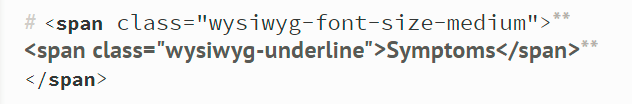 # <span class="wysiwyg-font-size-medium">**
<span class="wysiwyg-underline">Symptoms</span>**
</span>